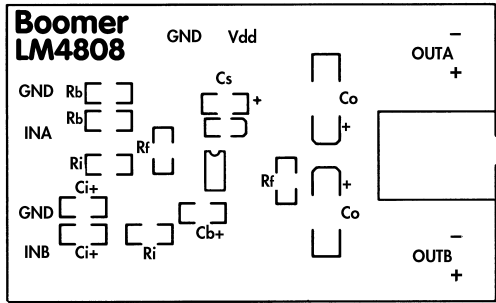 Boomer
LM4808
GND Vdd
− 
OUTA
+
Cs
+
GND Rb
Rb
INA
Co
+
Rf
Ri
Ci+
Rf
+
GND
Co
Cb+
INB Ci+ Ri
−
OUTB
+